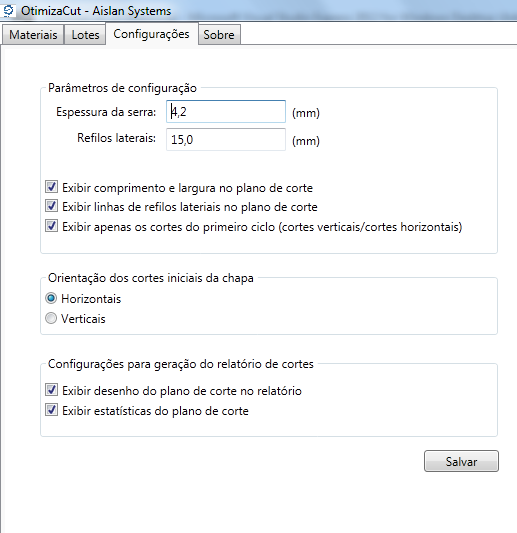 OtimizaCut - Aislan Systems
Materiais Lotes Configurações Sobre
Parâmetros de configuração
Espessura da serra: 4,2 (mm)
Refilos laterais: 15,0 (mm)
Exibir comprimento e largura no plano de corte
Exibir linhas de refilos lateriais no plano de corte
Exibir apenas os cortes do primeiro ciclo (cortes verticais/cortes horizontais)
Orientação dos cortes iniciais da chapa
Horizontais
Verticais
Configurações para geração do relatório de cortes
Exibir desenho do plano de corte no relatório
Exibir estatísticas do plano de corte
Salvar